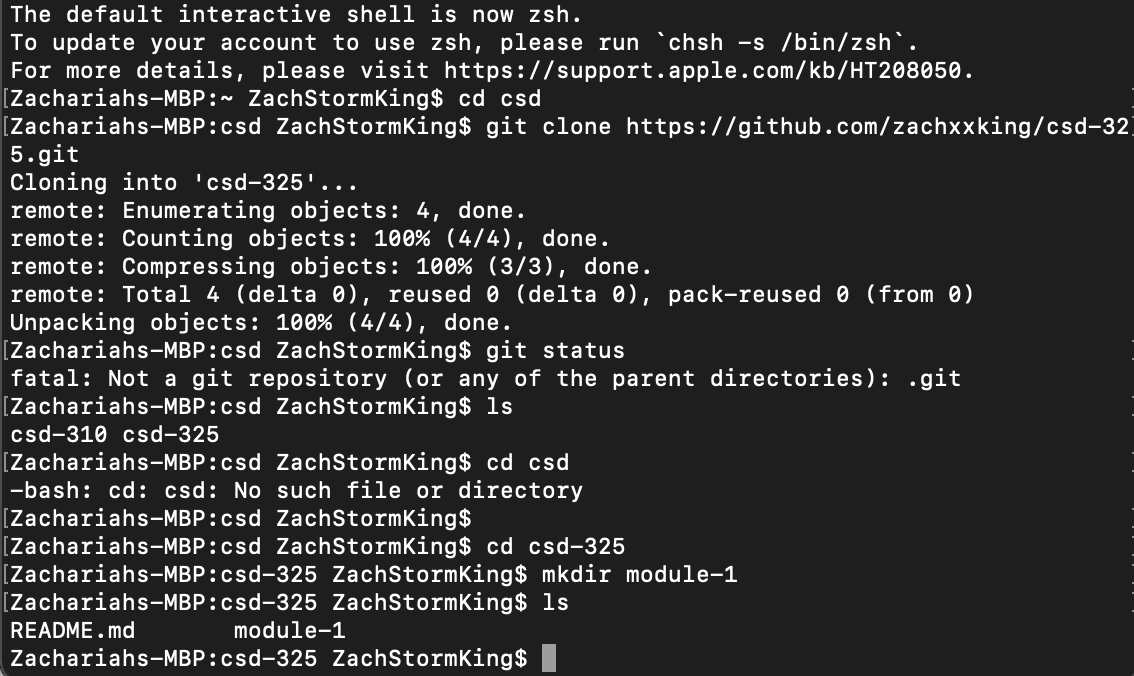 The default interactive shell is now zsh.
To update your account to use zsh, please run `chsh -s /bin/zsh`.
For more details, please visit https://support.apple.com/kb/HT208050.
[Zachariahs-MBP:~ ZachStormKing$ cd csd
[Zachariahs-MBP:csd ZachStormKing$ git clone https://github.com/zachxxking/csd-32]
5.git
Cloning into 'csd-325'...
remote: Enumerating objects: 4, done.
remote: Counting objects: 100% (4/4), done.
remote: Compressing objects: 100% (3/3), done.
remote: Total 4 (delta 0), reused 0 (delta 0), pack-reused 0 (from 0)
Unpacking objects: 100% (4/4), done.
[Zachariahs-MBP:csd ZachStormKing$ git status
fatal: Not a git repository (or any of the parent directories): .git
[Zachariahs-MBP:csd ZachStormKing$ ls
csd-310 csd-325
[Zachariahs-MBP:csd ZachStormKing$ cd csd
-bash: cd: csd: No such file or directory
[Zachariahs-MBP:csd ZachStormKing$
[Zachariahs-MBP:csd ZachStormKing$ cd csd-325
[Zachariahs-MBP:csd-325 ZachStormKing$ mkdir module-1
[Zachariahs-MBP:csd-325 ZachStormKing$ ls
README.md       module-1
Zachariahs-MBP:csd-325 ZachStormKing$